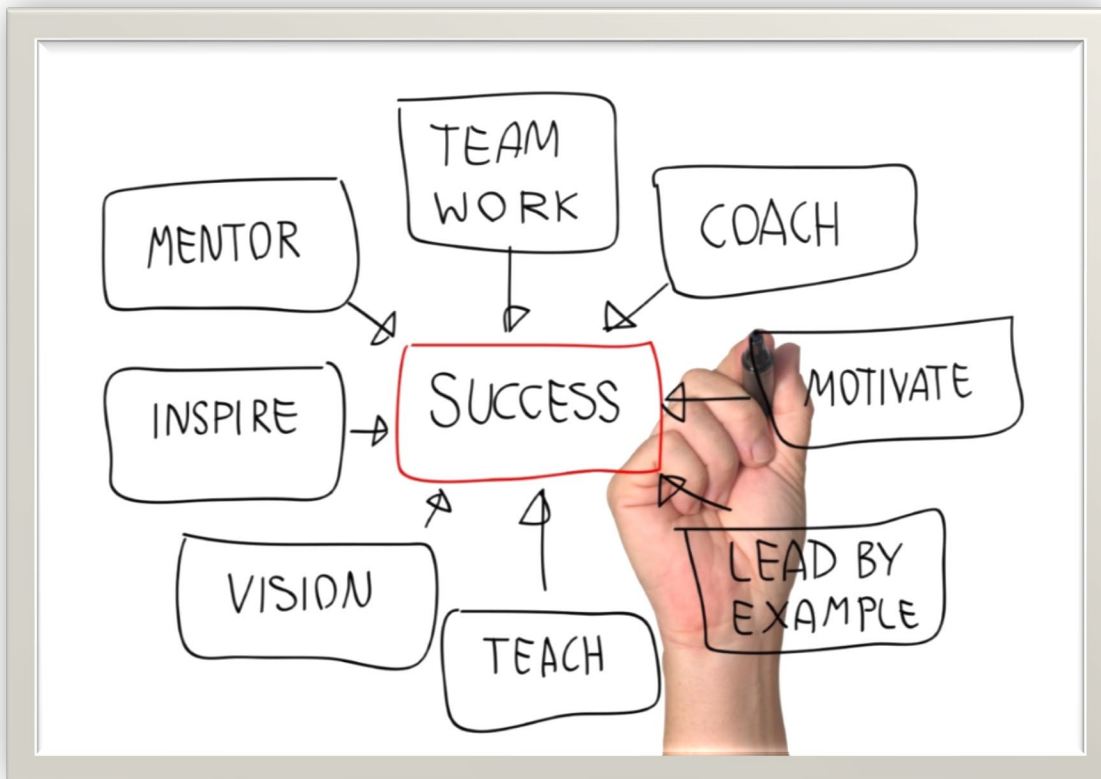 TEAM
WORK
MENTOR
COACH
SUCCESS
INSPIRE
MOTIVATE
VISION
LEAD BY
EXAMPLE
TEACH